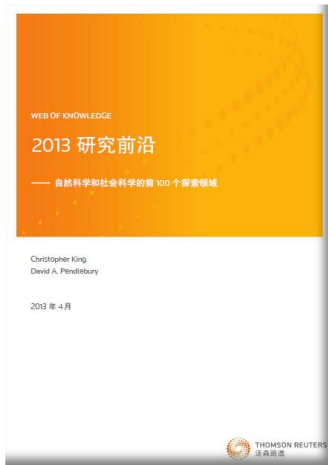 WEB OF KNOWLEDGE
2013 研究前沿
—— 自然科学和社会科学的前 100 个探索领域
Christopher King
David A. Pendlebury
2013 年 4 月
THOMSON REUTERS
汤森路透